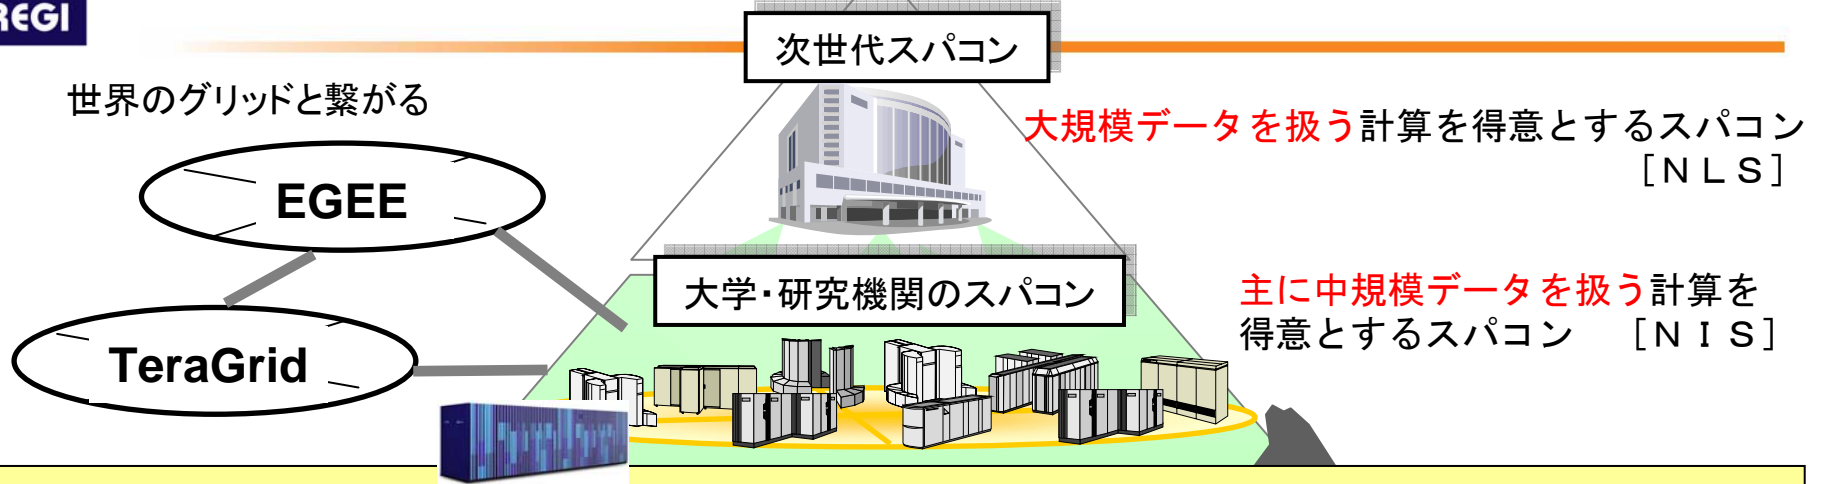 REGI
次世代スパコン
世界のグリッドと繋がる
大規模データを扱う計算を得意とするスパコン
［ＮＬＳ］
EGEE
大学・研究機関のスパコン
主に中規模データを扱う計算を
得意とするスパコン　［ＮＩＳ］
TeraGrid